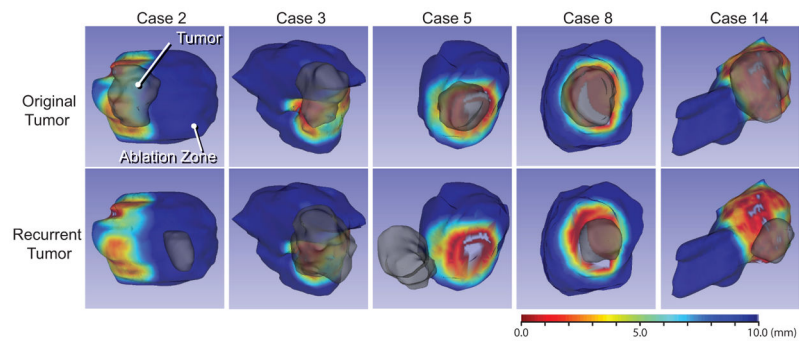 Case 2
Case 3
Case 5
Case 8
Case 14
Tumor
Original
Tumor
Ablation Zone
Recurrent
Tumor
0.0
5.0
10.0 (mm)